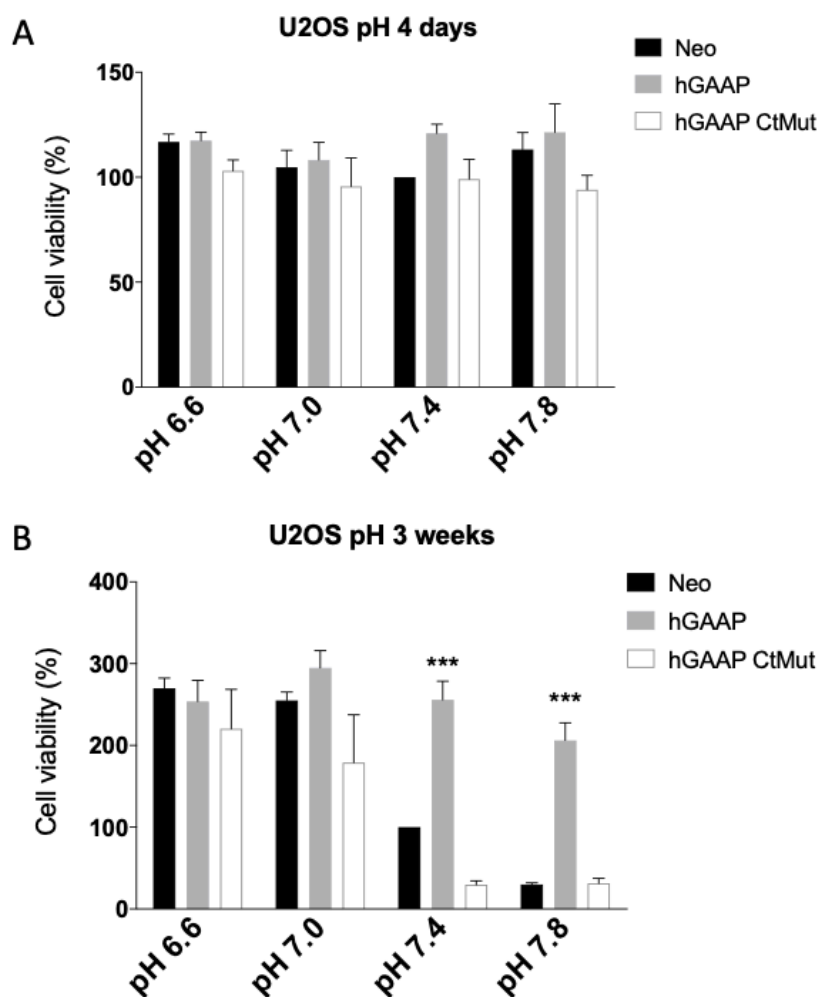 A
U2OS pH 4 days
Neo
hGAAP
hGAAP CtMut
Cell viability (%)
150
100
50
0
pH 6.6
pH 7.0
pH 7.4
pH 7.8
B
U2OS pH 3 weeks
Neo
hGAAP
hGAAP CtMut
Cell viability (%)
400
300
200
100
0
***
***
pH 6.6
pH 7.0
pH 7.4
pH 7.8